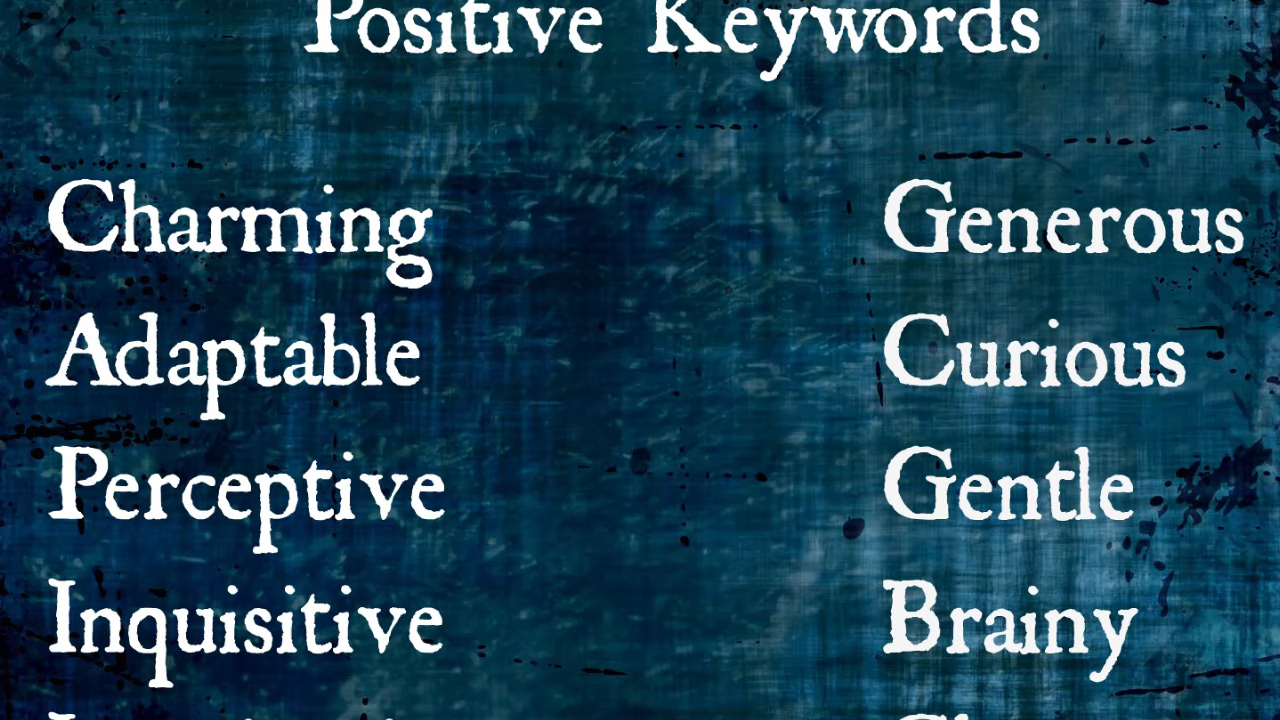 Positive Keywords
Charming
Generous
Adaptable
Curious
Perceptive
Gentle
Inquisitive
Brainy